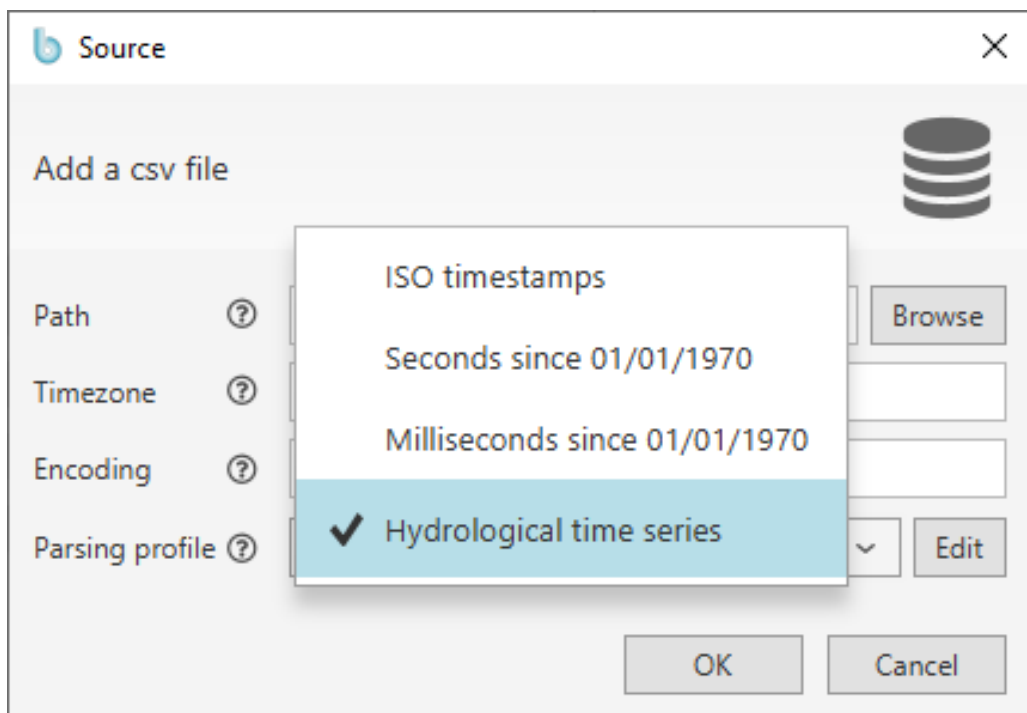 Source
Add a csv file
ISO timestamps
Path
Browse
Seconds since 01/01/1970
Timezone
Milliseconds since 01/01/1970
Encoding
Hydrological time series
Parsing profile
Edit
OK
Cancel